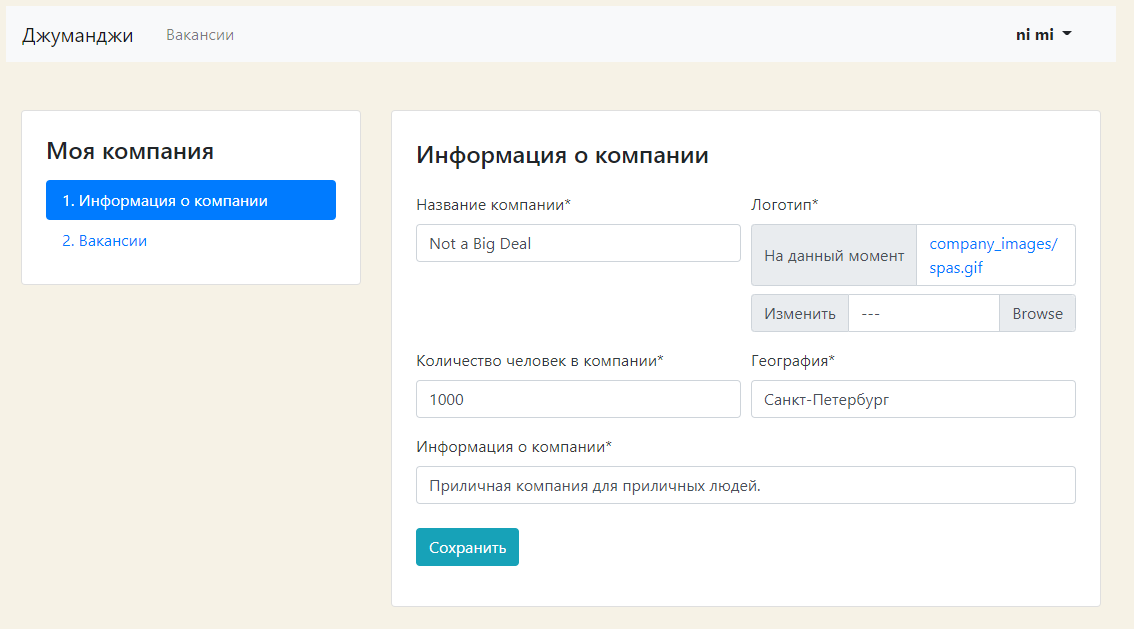 Джуманджи Вакансии ni mi
Моя компания
1. Информация о компании
2. Вакансии
Информация о компании
Название компании* Логотип*
Not a Big Deal
На данный момент
company_images/
spas.gif
Изменить --- Browse
Количество человек в компании* География*
1000 Санкт-Петербург
Информация о компании*
Приличная компания для приличных людей.
Сохранить